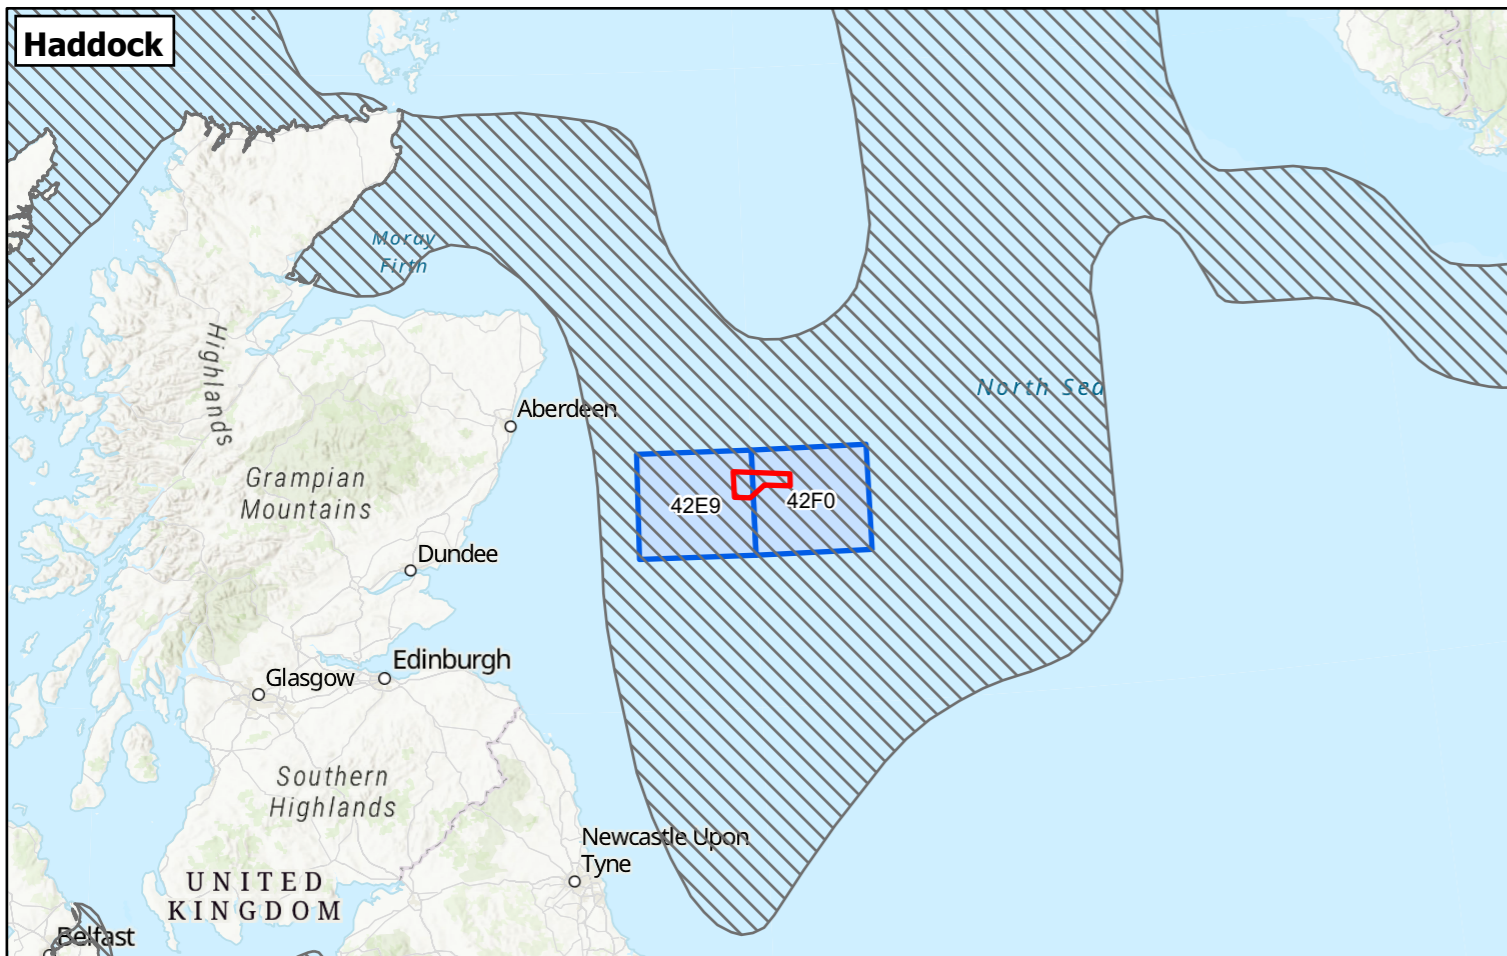 Haddock
Moray
Firth
Highlands
North Sea
Aberdeen
Grampian
Mountains
42E9
42F0
Dundee
Edinburgh
Glasgow
Southern
Highlands
Newcastle Upon
Tyne
UNITED
KINGDOM
Belfast